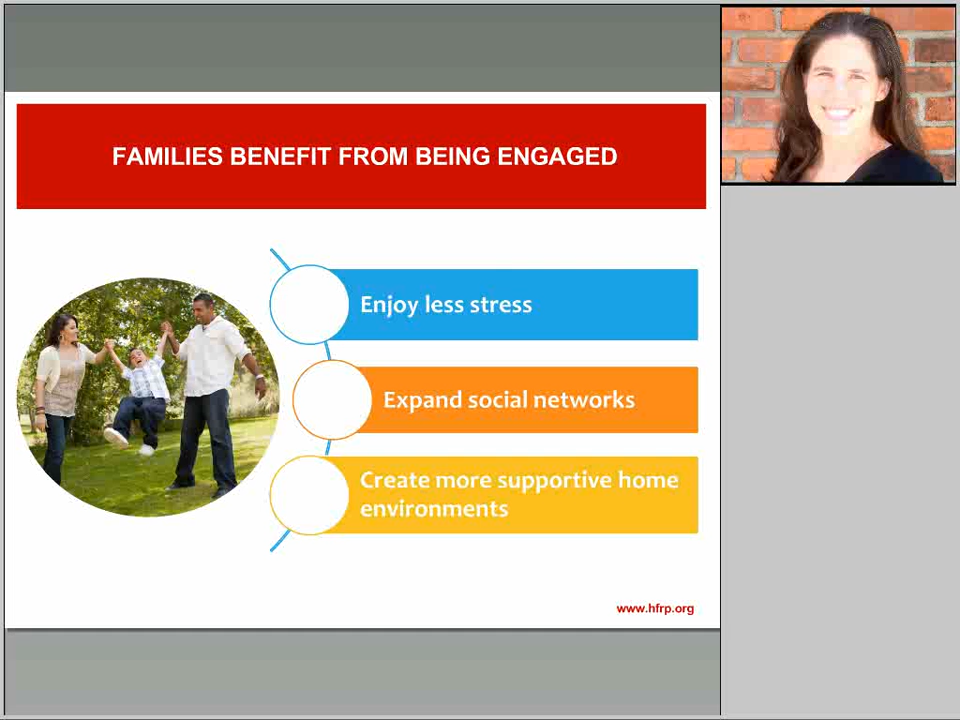 FAMILIES BENEFIT FROM BEING ENGAGED
Enjoy less stress
Expand social networks
Create more supportive home
environments
www.hfrp.org